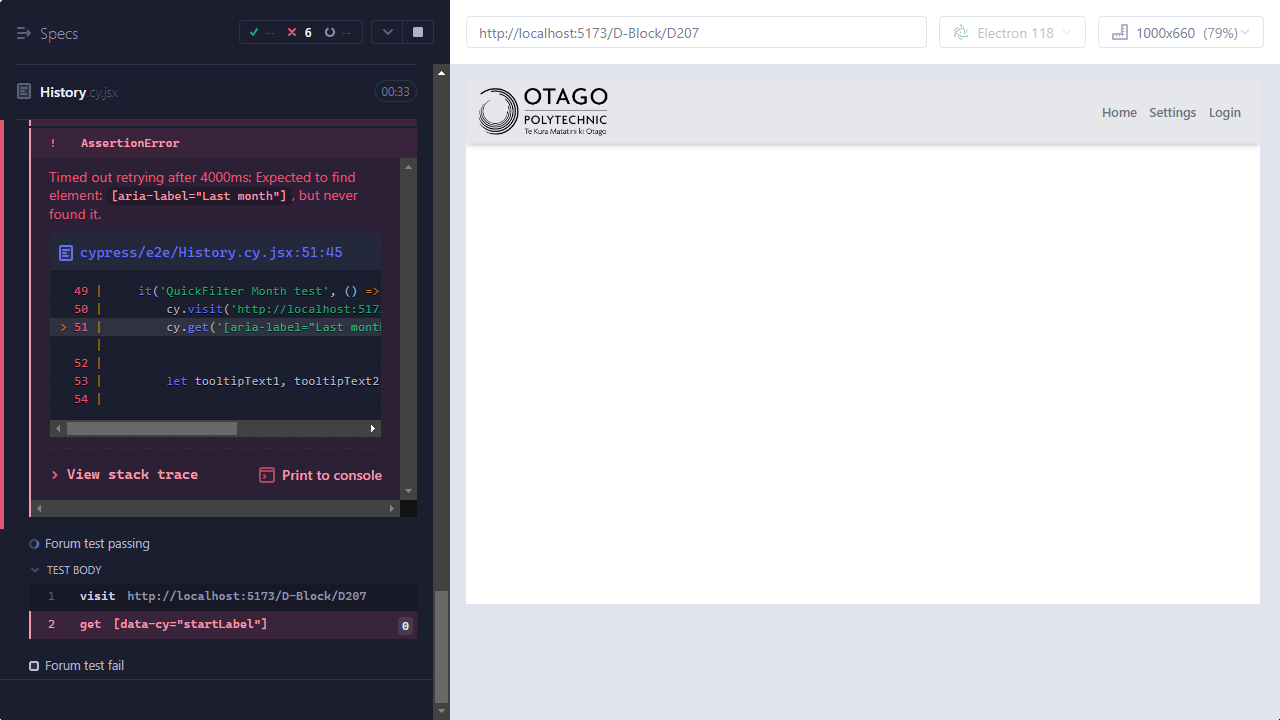 Specs
-- 6 --
History.cy.jsx
00:33
! AssertionError
Timed out retrying after 4000ms: Expected to find
element: [aria-label="Last month"] , but never
found it.
cypress/e2e/History.cy.jsx:51:45
49 | it('QuickFilter Month test', () =>
50 | cy.visit('http://localhost:517
> 51 | cy.get('[aria-label="Last mont
|
52 |
53 | let tooltipText1, tooltipText2
54 |
View stack trace
Print to console
Forum test passing
TEST BODY
1 visit http://localhost:5173/D-Block/D207
2 get [data-cy="startLabel"] 0
Forum test fail
http://localhost:5173/D-Block/D207
Electron 118
1000x660 (79%)
OTAGO
POLYTECHNIC
Te Kura Matatini ki Otago
Home Settings Login